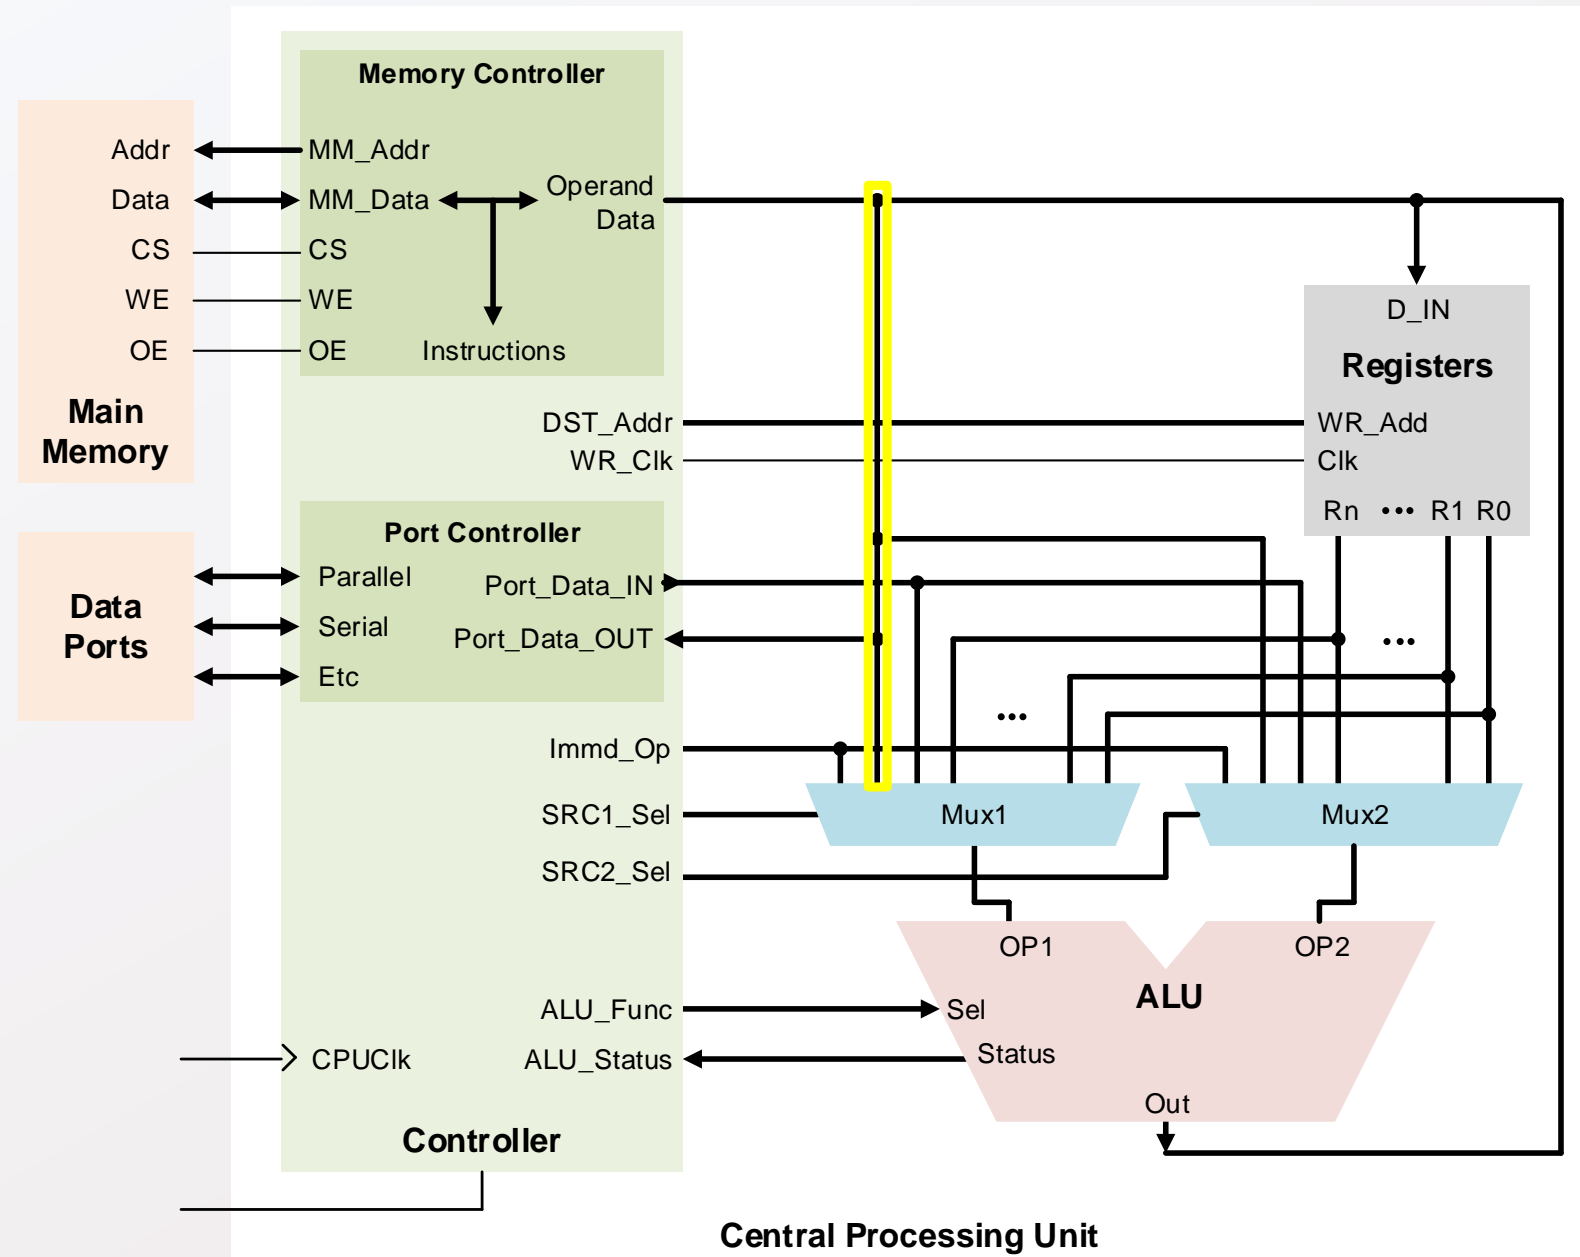 Memory Controller
Addr
MM_Addr
Data
MM_Data
Operand
Data
CS
CS
WE
WE
OE
OE
Instructions
Main
Memory
D_IN
Registers
DST_Addr
WR_Add
WR_Clk
Clk
Rn ••• R1 R0
Port Controller
Parallel
Port_Data_IN
Data
Ports
Serial
Port_Data_OUT
•••
Etc
•••
Immd_Op
SRC1_Sel
Mux1
Mux2
SRC2_Sel
OP1
OP2
ALU
ALU_Func
Sel
CPUClk
ALU_Status
Status
Out
Controller
Central Processing Unit